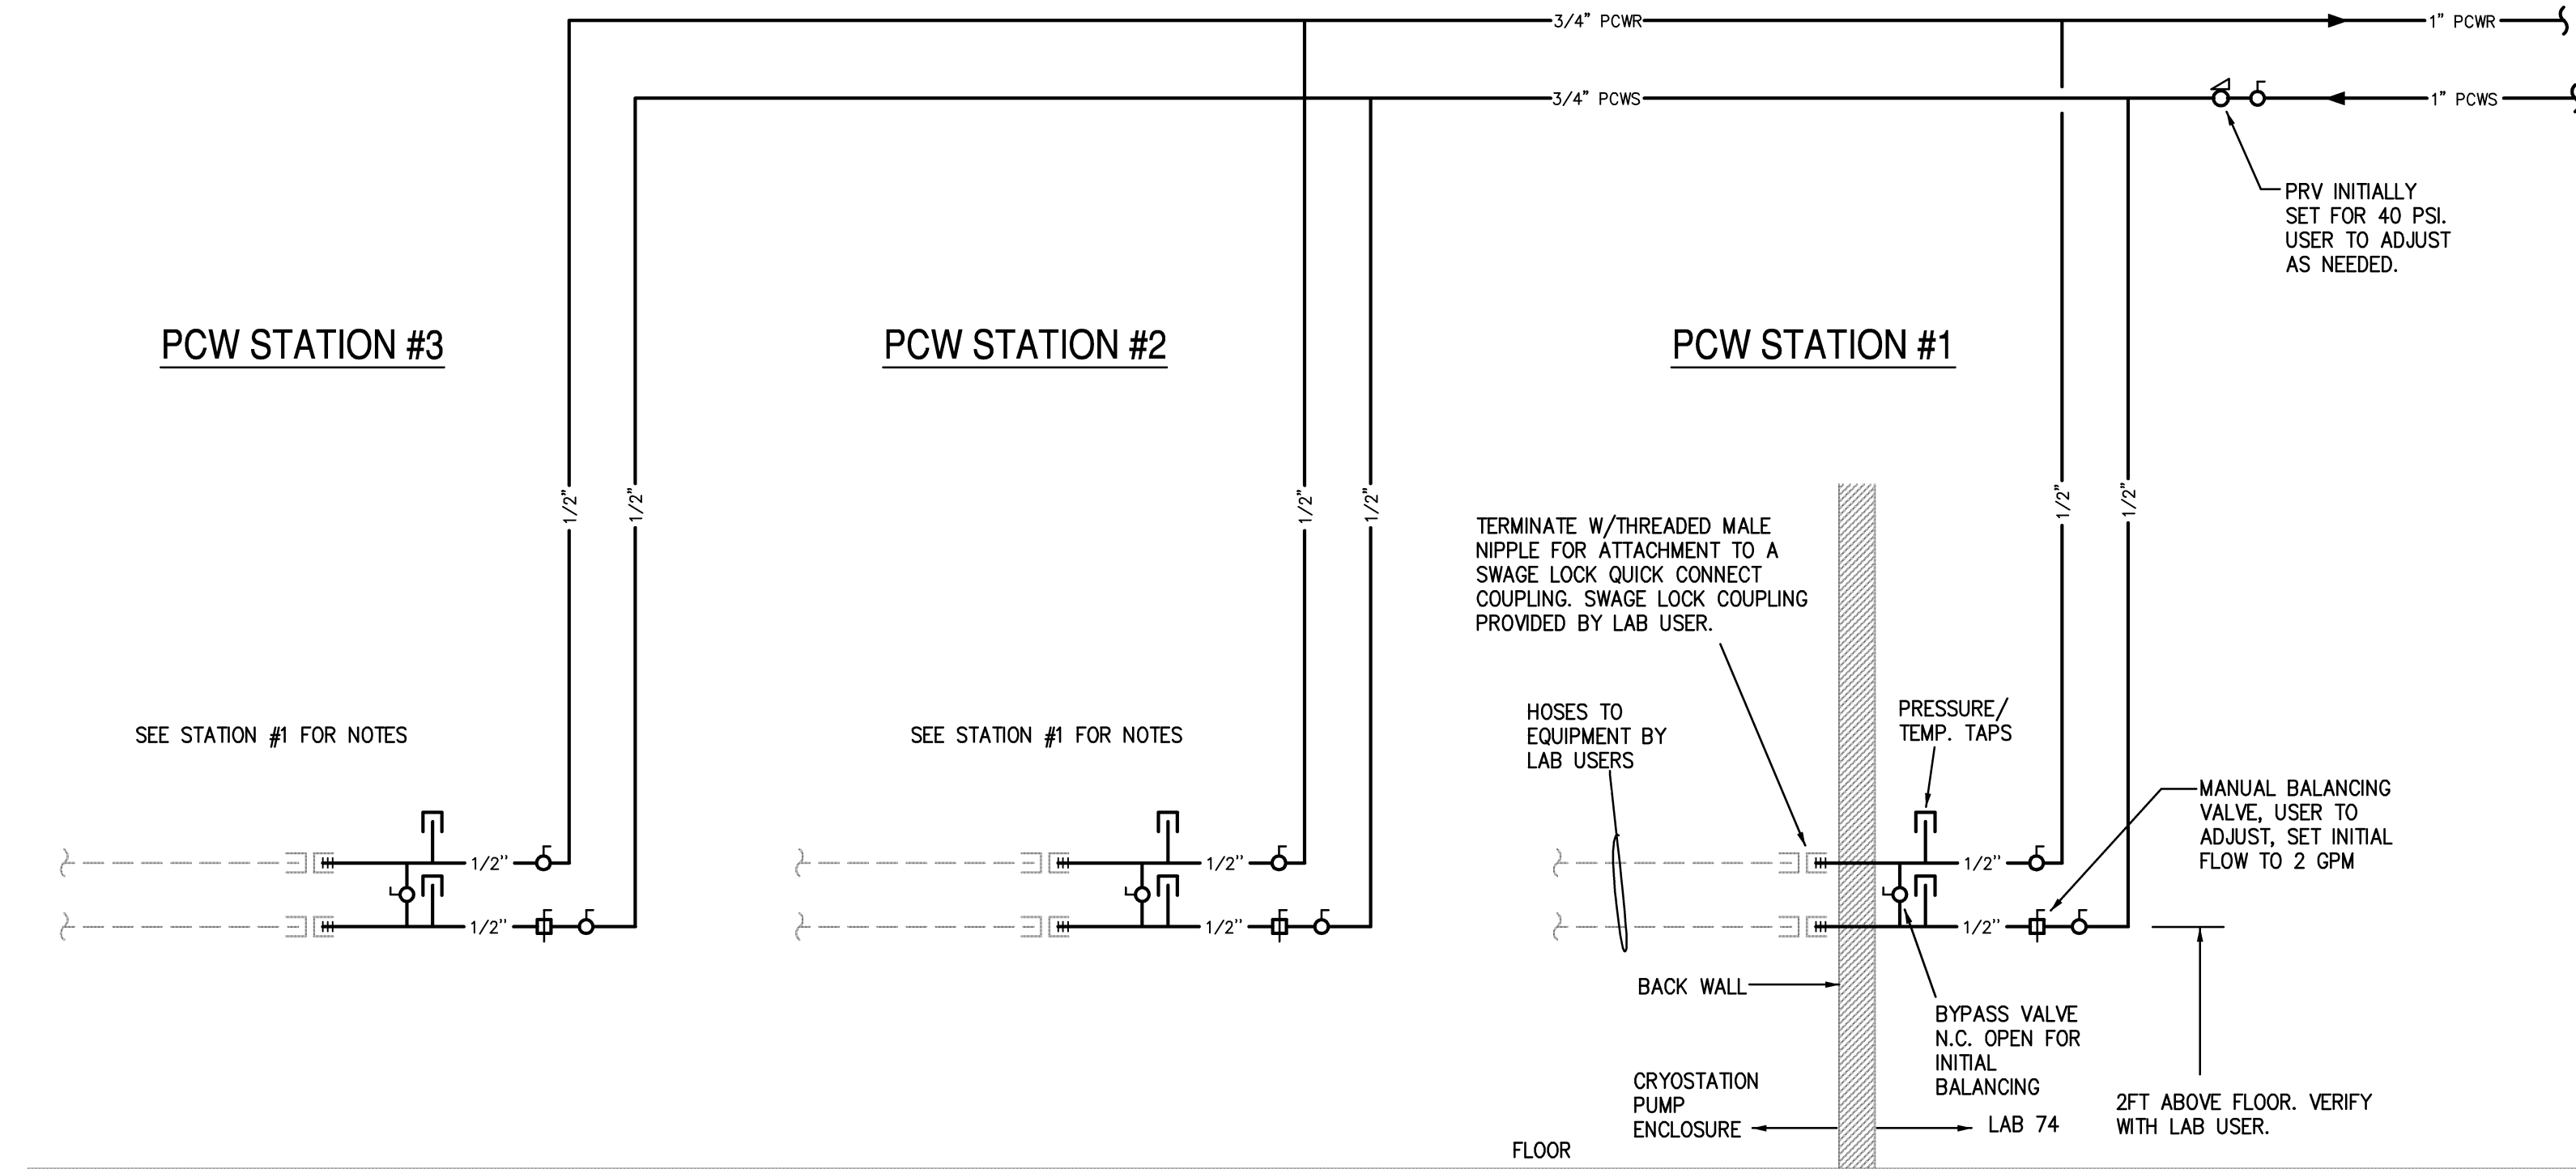 3/4" PCWR
1" PCWR
3/4" PCWS
1" PCWS
PRV INITIALLY
SET FOR 40 PSI.
USER TO ADJUST
AS NEEDED.
PCW STATION #3
PCW STATION #2
PCW STATION #1
1/2"
1/2"
1/2"
1/2"
1/2"
1/2"
TERMINATE W/THREADED MALE
NIPPLE FOR ATTACHMENT TO A
SWAGE LOCK QUICK CONNECT
COUPLING. SWAGE LOCK COUPLING
PROVIDED BY LAB USER.
SEE STATION #1 FOR NOTES
SEE STATION #1 FOR NOTES
HOSES TO
EQUIPMENT BY
LAB USERS
PRESSURE/
TEMP. TAPS
MANUAL BALANCING
VALVE, USER TO
ADJUST, SET INITIAL
FLOW TO 2 GPM
1/2"
1/2"
1/2"
1/2"
1/2"
1/2"
BACK WALL
BYPASS VALVE
N.C. OPEN FOR
INITIAL
BALANCING
CRYOSTATION
PUMP
ENCLOSURE
LAB 74
2FT ABOVE FLOOR. VERIFY
WITH LAB USER.
FLOOR